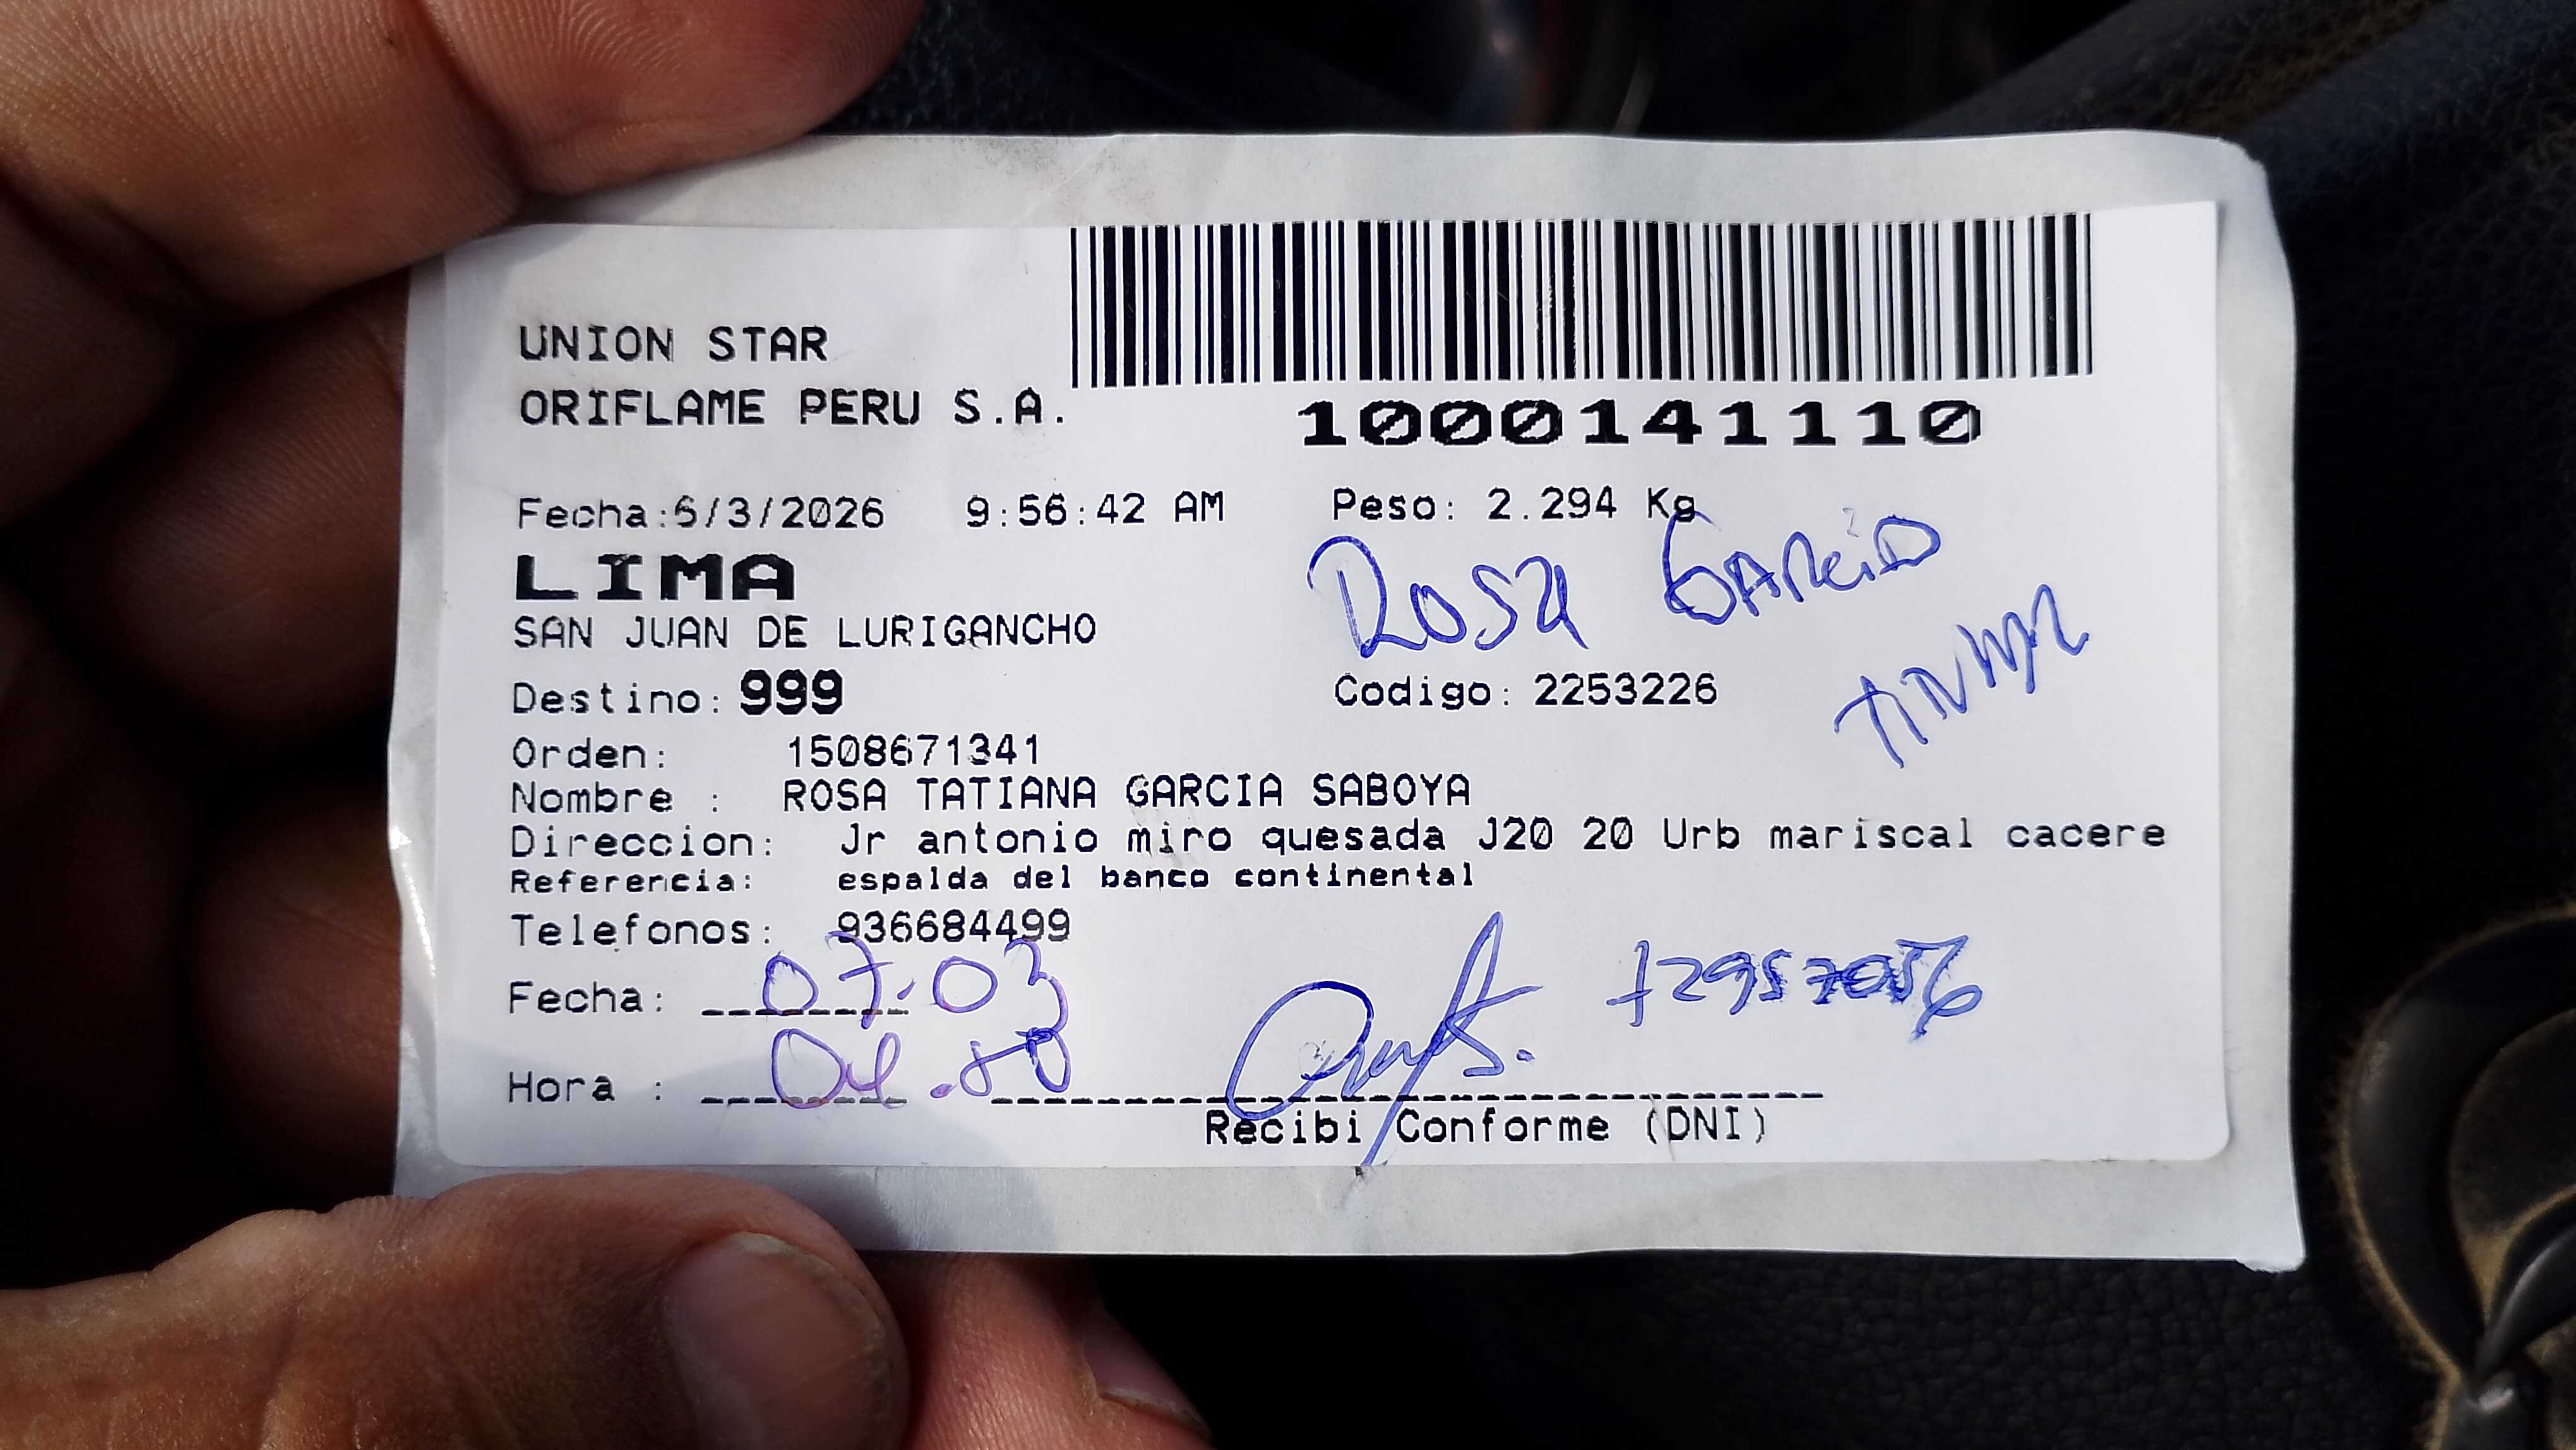 UNION STAR
ORIFLAME PERU S.A.
1000141110
Fecha:6/3/2026 9:56:42 AM Peso: 2.294 Kg
LIMA
Rosa GARCIA
SAN JUAN DE LURIGANCHO
Destino: 999 Codigo: 2253226
Orden: 1508671341
Nombre : ROSA TATIANA GARCIA SABOYA
Direccion: Jr antonio miro quesada J20 20 Urb mariscal cacere
Referencia: espalda del banco continental
Telefonos: 936684499
Fecha: 07.03
Hora :
Recibi Conforme (DNI)